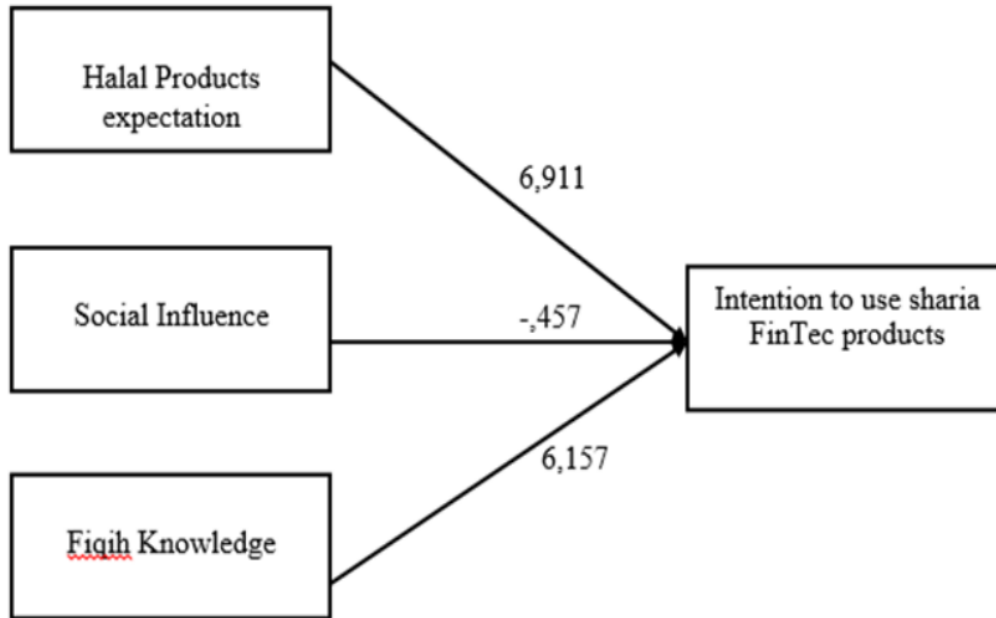 Halal Products
expectation
6,911
Social Influence
-,457
Intention to use sharia
FinTec products
6,157
Fiqih Knowledge